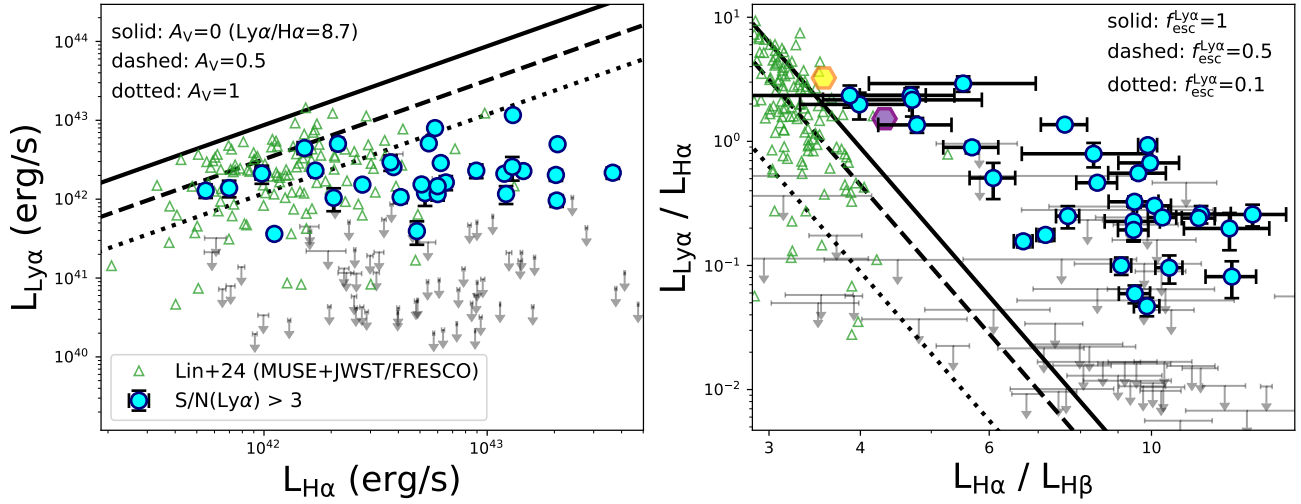 solid: A_V=0 (Lyα/Hα=8.7)
dashed: A_V=0.5
dotted: A_V=1
10^44
10^43
10^42
10^41
10^40
L_Lyα (erg/s)
Lin+24 (MUSE+JWST/FRESCO)
S/N(Lyα) > 3
10^42
10^43
L_Hα (erg/s)
solid: f_esc^Lyα=1
dashed: f_esc^Lyα=0.5
dotted: f_esc^Lyα=0.1
10^1
10^0
10^−1
10^−2
L_Lyα / L_Hα
3
4
6
10
L_Hα / L_Hβ